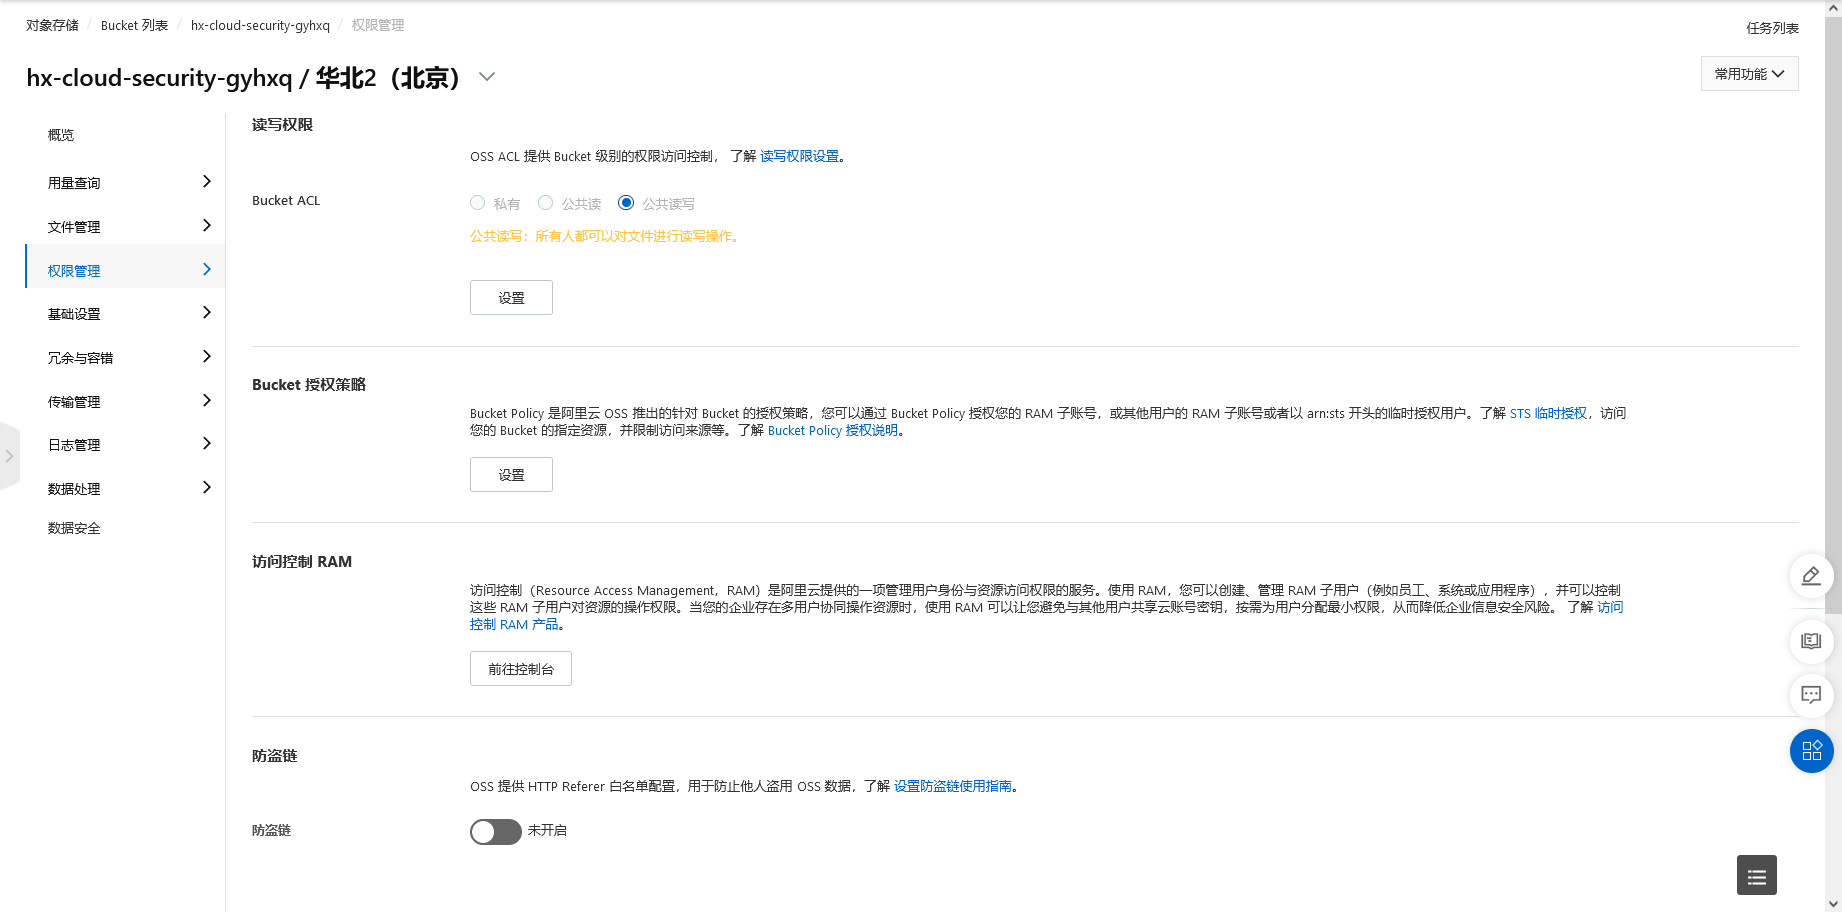 对象存储 / Bucket 列表 / hx-cloud-security-gyhxq / 权限管理
任务列表
hx-cloud-security-gyhxq / 华北2（北京）
常用功能
概览
用量查询
文件管理
权限管理
基础设置
冗余与容错
传输管理
日志管理
数据处理
数据安全
读写权限
OSS ACL 提供 Bucket 级别的权限访问控制， 了解 读写权限设置。
Bucket ACL
私有 公共读 公共读写
公共读写：所有人都可以对文件进行读写操作。
设置
Bucket 授权策略
Bucket Policy 是阿里云 OSS 推出的针对 Bucket 的授权策略，您可以通过 Bucket Policy 授权您的 RAM 子账号，或其他用户的 RAM 子账号或者以 arn:sts 开头的临时授权用户。了解 STS 临时授权，访问
您的 Bucket 的指定资源，并限制访问来源等。了解 Bucket Policy 授权说明。
设置
访问控制 RAM
访问控制（Resource Access Management，RAM）是阿里云提供的一项管理用户身份与资源访问权限的服务。使用 RAM，您可以创建、管理 RAM 子用户（例如员工、系统或应用程序），并可以控制
这些 RAM 子用户对资源的操作权限。当您的企业存在多用户协同操作资源时，使用 RAM 可以让您避免与其他用户共享云账号密钥，按需为用户分配最小权限，从而降低企业信息安全风险。 了解 访问
控制 RAM 产品。
前往控制台
防盗链
OSS 提供 HTTP Referer 白名单配置，用于防止他人盗用 OSS 数据，了解 设置防盗链使用指南。
防盗链
未开启